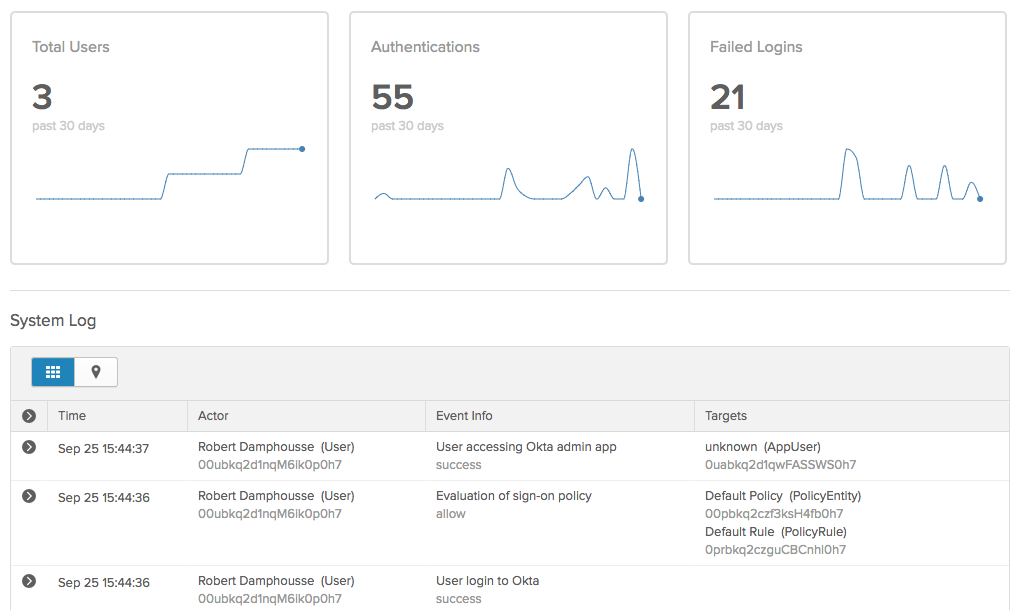 Total Users
3
past 30 days
Authentications
55
past 30 days
Failed Logins
21
past 30 days
System Log
Time Actor Event Info Targets
Sep 25 15:44:37 Robert Damphousse (User) User accessing Okta admin app unknown (AppUser)
00ubkq2d1nqM6lk0p0h7 success 0uabkq2d1qwFASSWS0h7
Sep 25 15:44:36 Robert Damphousse (User) Evaluation of sign-on policy Default Policy (PolicyEntity)
00ubkq2d1nqM6lk0p0h7 allow 00pbkq2czf3ksH4fb0h7
Default Rule (PolicyRule)
0prbkq2czguCBCnhl0h7
Sep 25 15:44:36 Robert Damphousse (User) User login to Okta
00ubkq2d1nqM6lk0p0h7 success